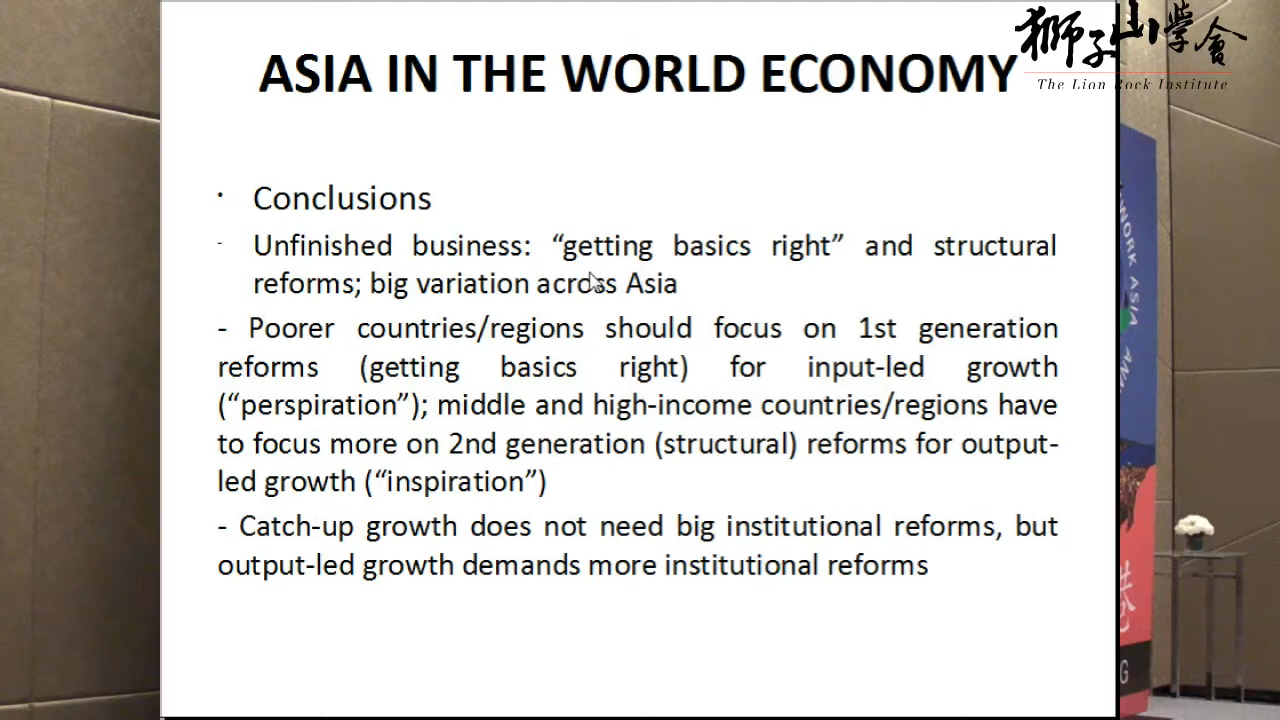 獅子山學會
The Lion Rock Institute
ASIA IN THE WORLD ECONOMY
• Conclusions
- Unfinished business: “getting basics right” and structural
reforms; big variation across Asia
- Poorer countries/regions should focus on 1st generation
reforms (getting basics right) for input-led growth
(“perspiration”); middle and high-income countries/regions have
to focus more on 2nd generation (structural) reforms for output-
led growth (“inspiration”)
- Catch-up growth does not need big institutional reforms, but
output-led growth demands more institutional reforms
WORK ASIA
G